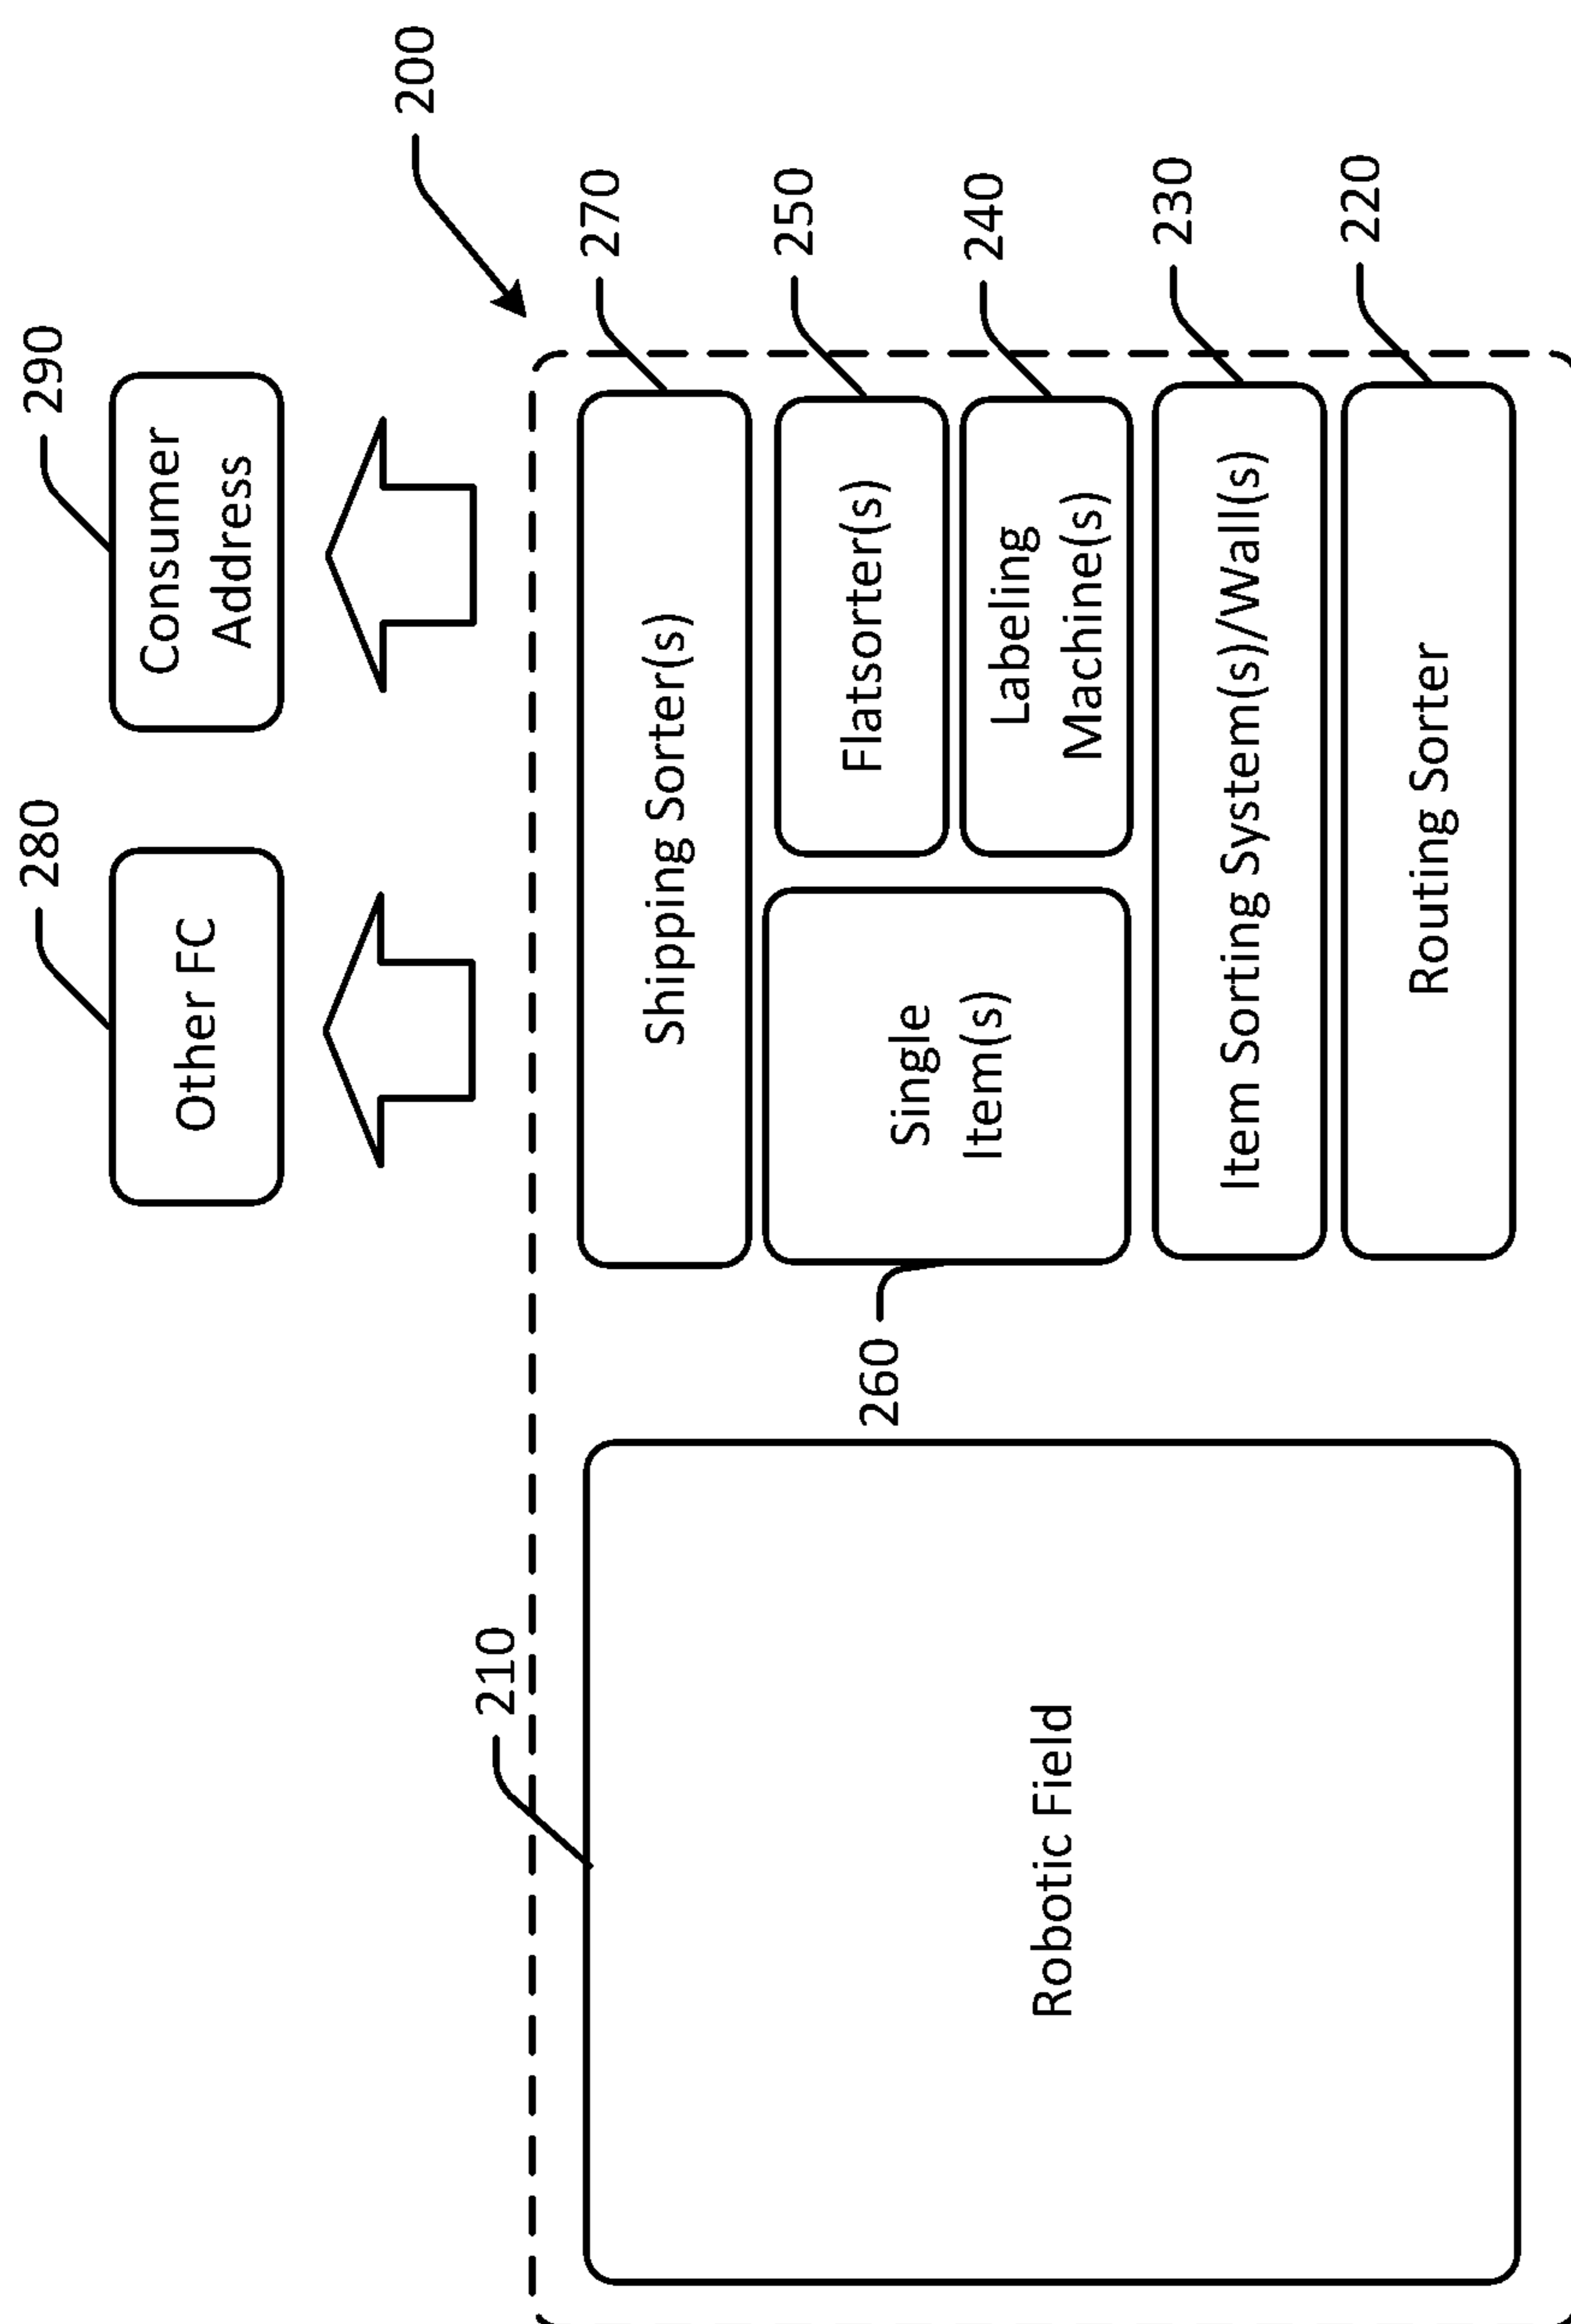 280
290
Other FC
Consumer
Address
200
210
270
Shipping Sorter(s)
250
Flatsorter(s)
260
Single
Item(s)
240
Labeling
Machine(s)
Robotic Field
230
Item Sorting System(s)/Wall(s)
220
Routing Sorter